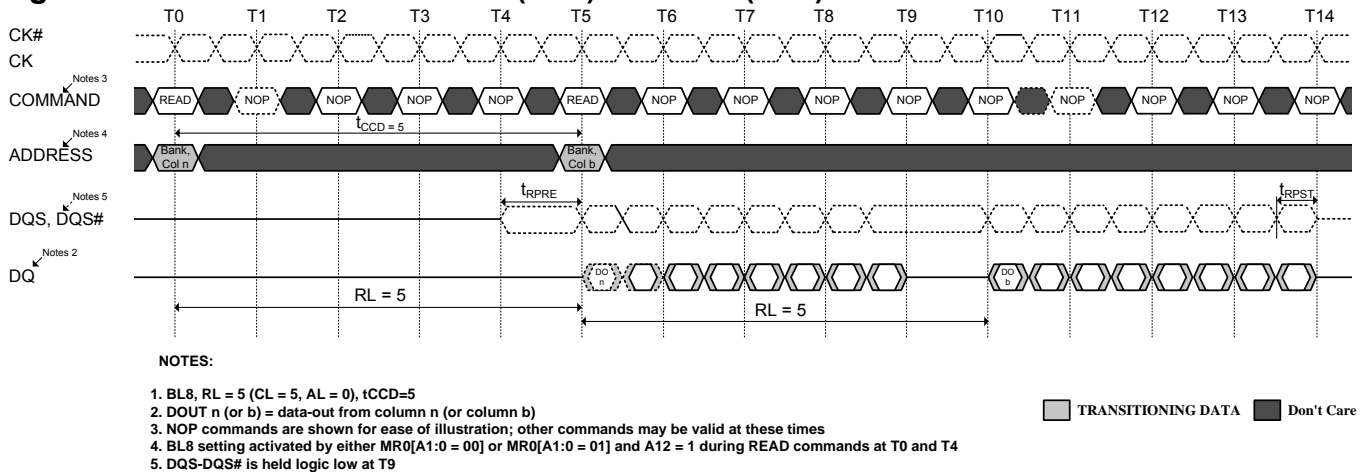 T0 T1 T2 T3 T4 T5 T6 T7 T8 T9 T10 T11 T12 T13 T14
CK#
CK
Notes 3
COMMAND
READ NOP NOP NOP NOP READ NOP NOP NOP NOP NOP NOP NOP NOP NOP
tCCD = 5
Notes 4
ADDRESS
Bank, Col n
Bank, Col b
Notes 5
DQS, DQS#
tRPRE
tRPST
Notes 2
DQ
DO n
DO b
RL = 5
RL = 5
NOTES:
1. BL8, RL = 5 (CL = 5, AL = 0), tCCD=5
2. DOUT n (or b) = data-out from column n (or column b)
3. NOP commands are shown for ease of illustration; other commands may be valid at these times
4. BL8 setting activated by either MR0[A1:0 = 00] or MR0[A1:0 = 01] and A12 = 1 during READ commands at T0 and T4
5. DQS-DQS# is held logic low at T9
TRANSITIONING DATA
Don't Care